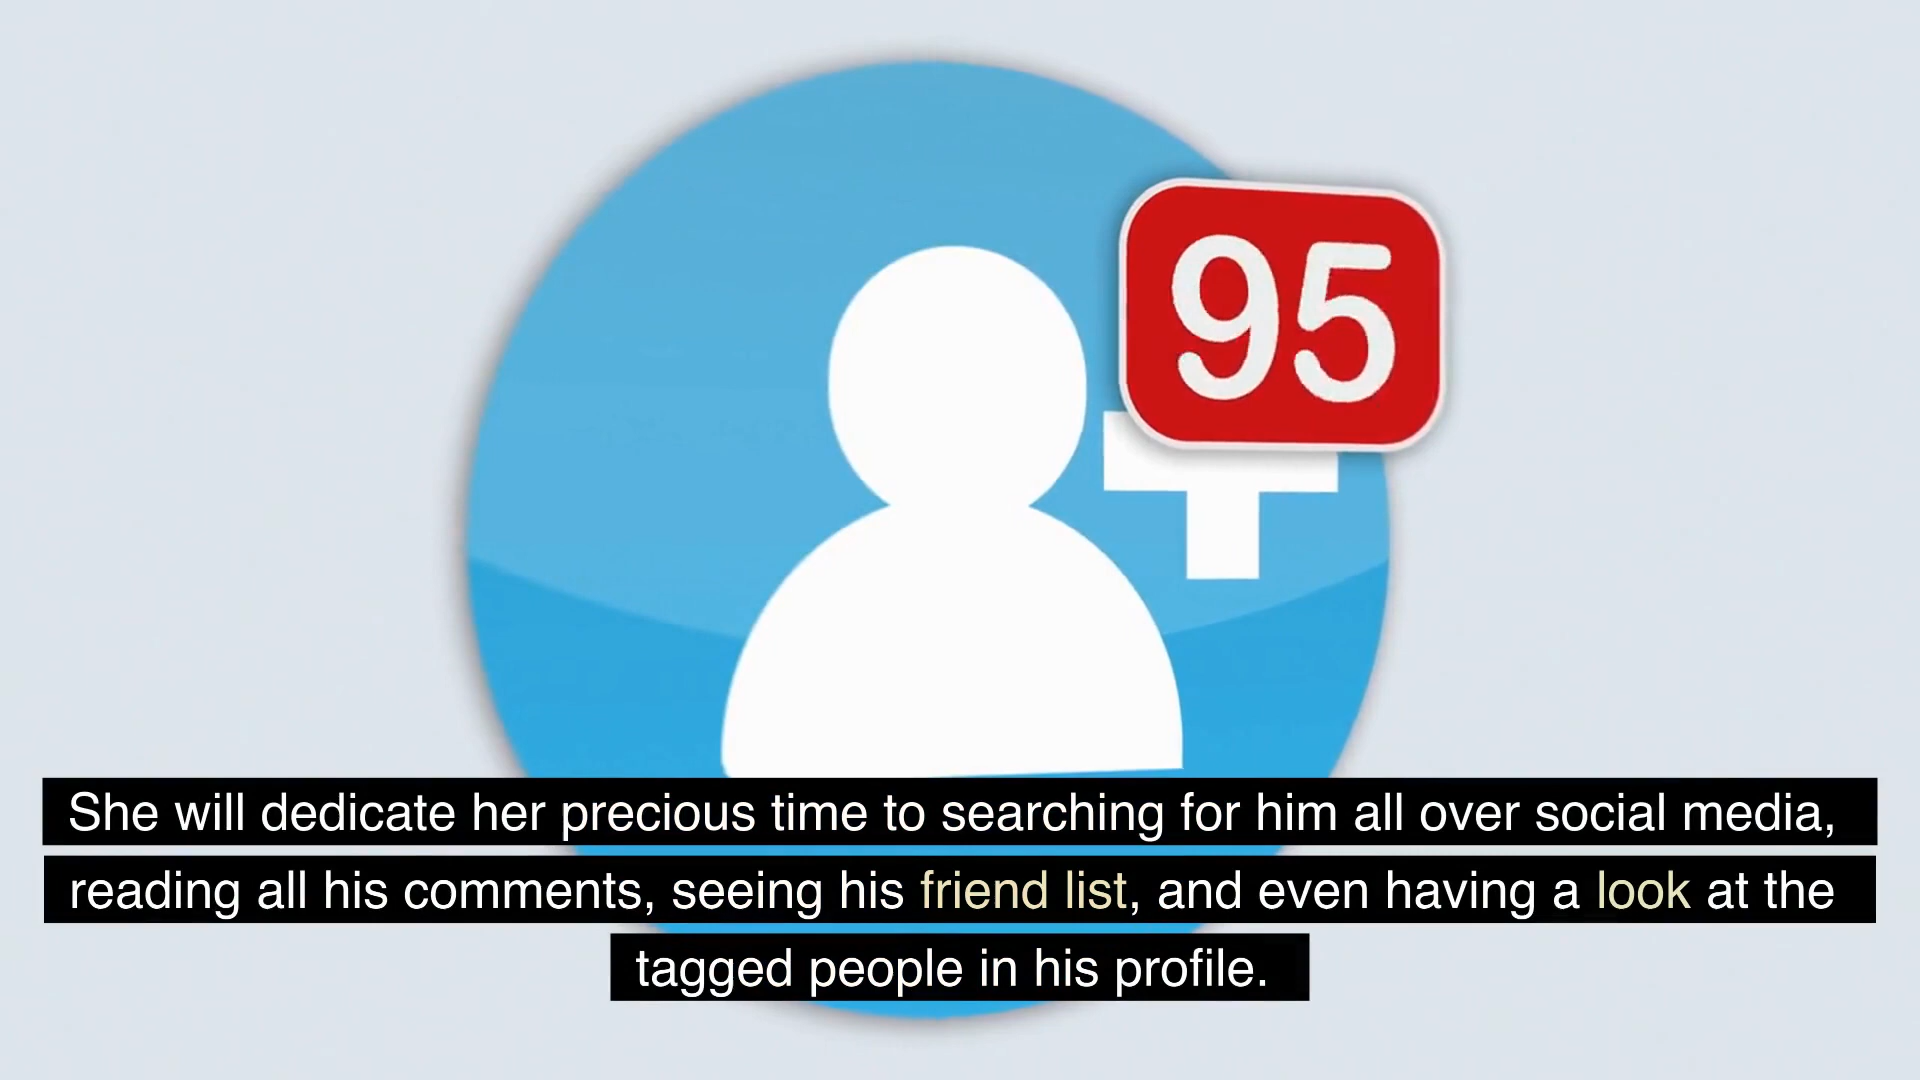 95
She will dedicate her precious time to searching for him all over social media,
reading all his comments, seeing his friend list, and even having a look at the
tagged people in his profile.